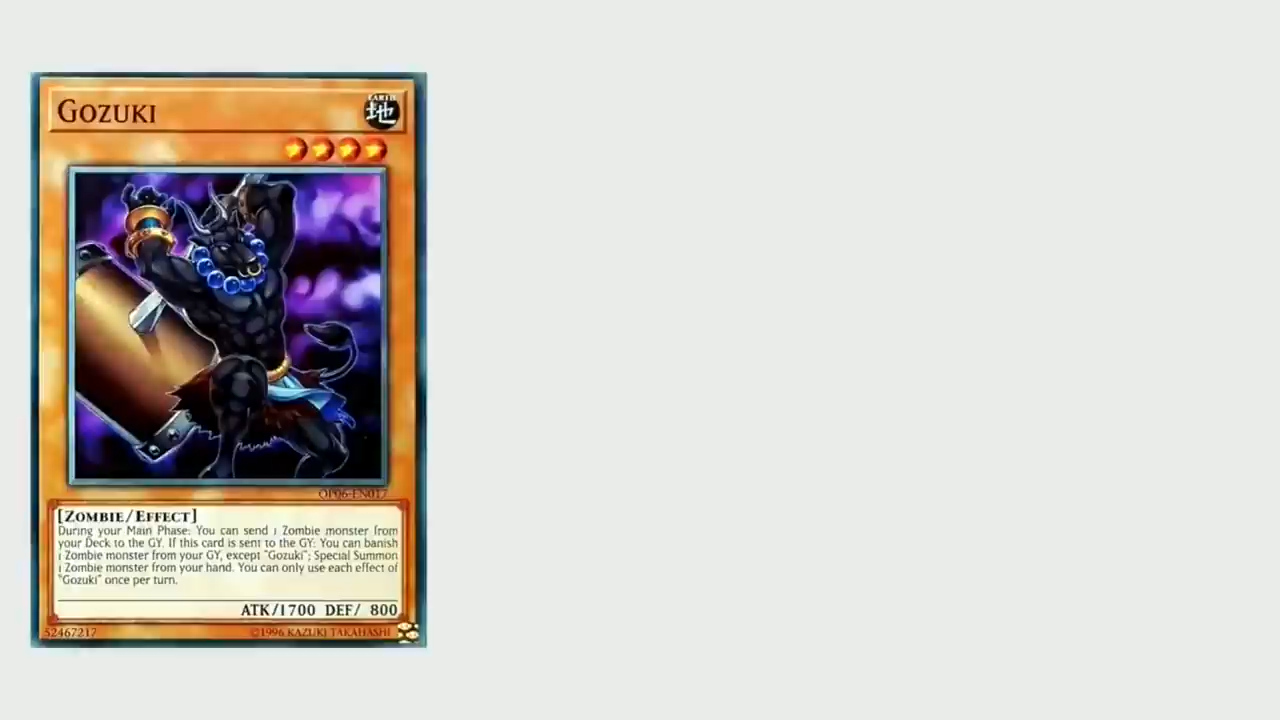 GOZUKI
EARTH
地
OP06-EN017
[ZOMBIE/EFFECT]
During your Main Phase: You can send 1 Zombie monster from
your Deck to the GY. If this card is sent to the GY: You can banish
1 Zombie monster from your GY, except "Gozuki"; Special Summon
1 Zombie monster from your hand. You can only use each effect of
"Gozuki" once per turn.
ATK/1700 DEF/ 800
52467217
©1996 KAZUKI TAKAHASHI